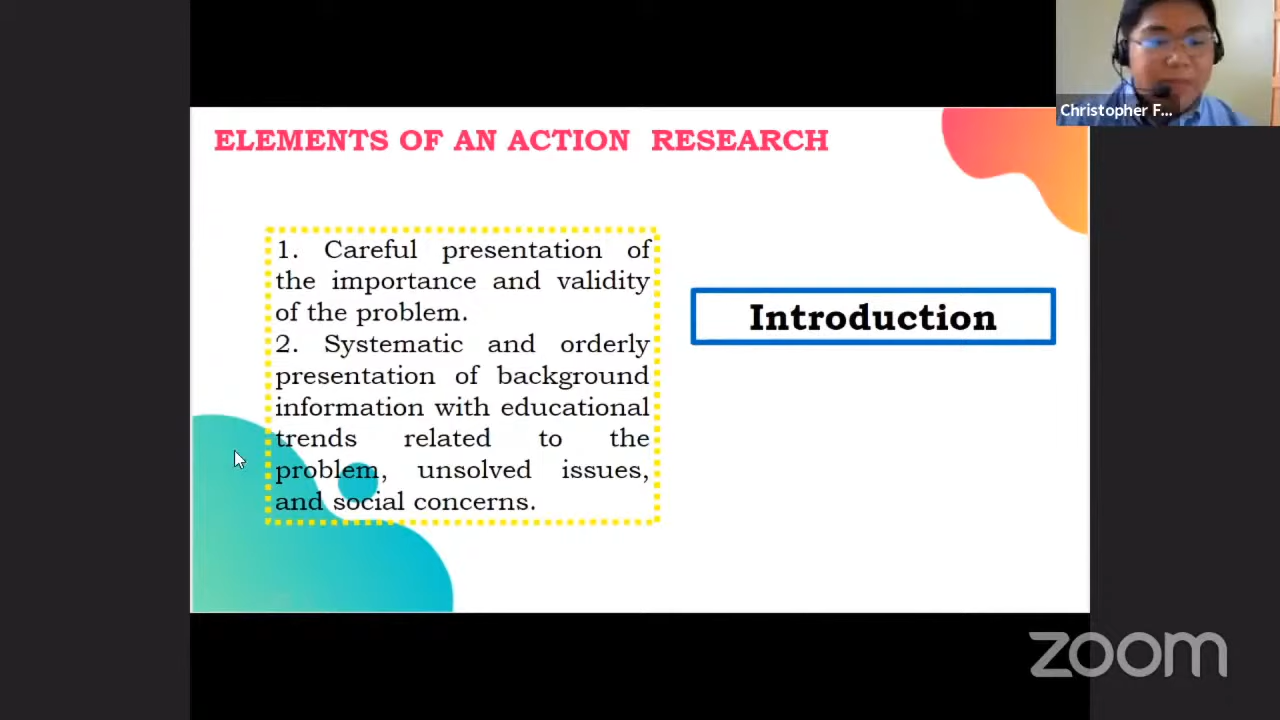 Christopher F...
ELEMENTS OF AN ACTION RESEARCH
1. Careful presentation of
the importance and validity
of the problem.
2. Systematic and orderly
presentation of background
information with educational
trends related to the
problem, unsolved issues,
and social concerns.
Introduction
zoom